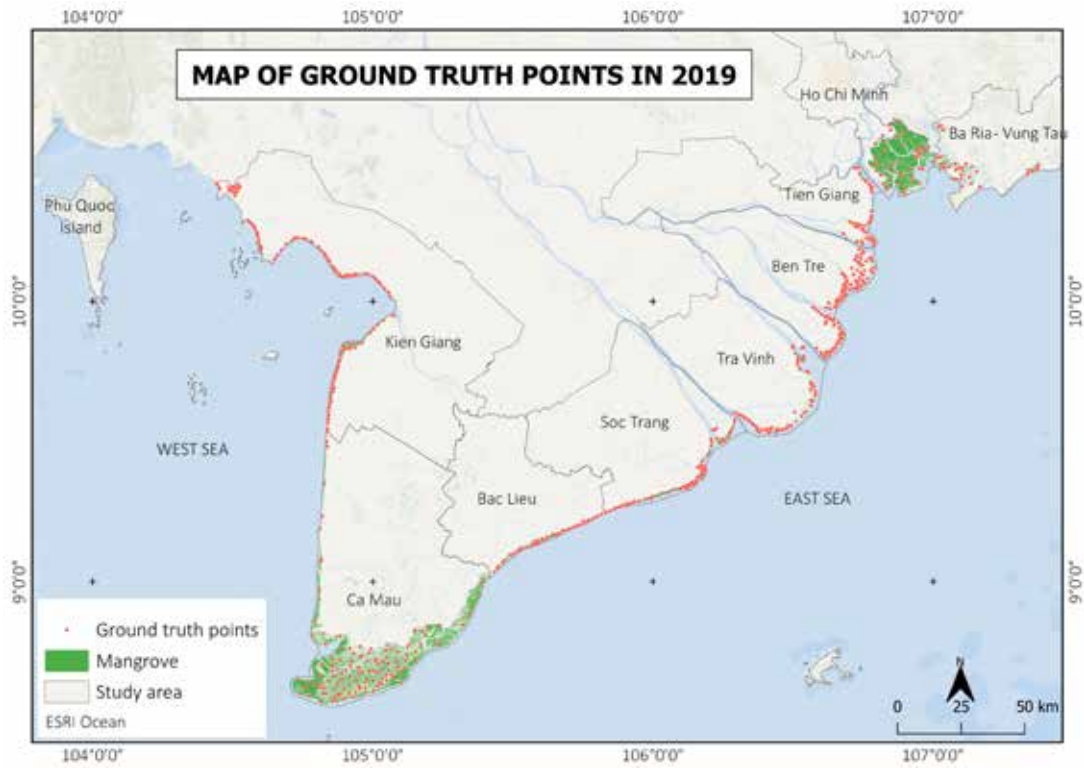 104°0'0"
105°0'0"
106°0'0"
107°0'0"
MAP OF GROUND TRUTH POINTS IN 2019
Ho Chi Minh
Ba Ria- Vung Tau
Tien Giang
Phu Quoc
Island
Ben Tre
10°0'0"
10°0'0"
Kien Giang
Tra Vinh
Soc Trang
WEST SEA
Bac Lieu
EAST SEA
9°0'0"
9°0'0"
Ca Mau
Ground truth points
Mangrove
Study area
ESRI Ocean
N
0 25 50 km
104°0'0"
105°0'0"
106°0'0"
107°0'0"